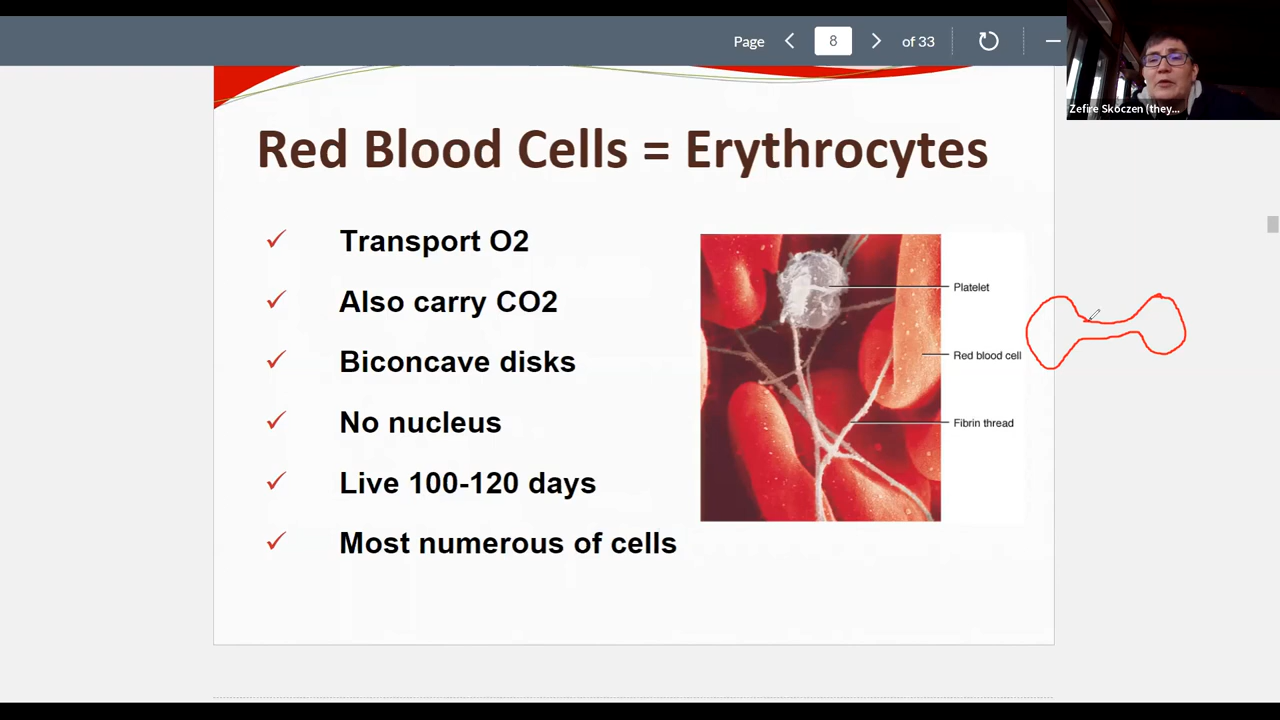 Page 8 of 33
Zefire Skoczen (they...
Red Blood Cells = Erythrocytes
✓ Transport O2
✓ Also carry CO2
✓ Biconcave disks
✓ No nucleus
✓ Live 100-120 days
✓ Most numerous of cells
Platelet
Red blood cell
Fibrin thread